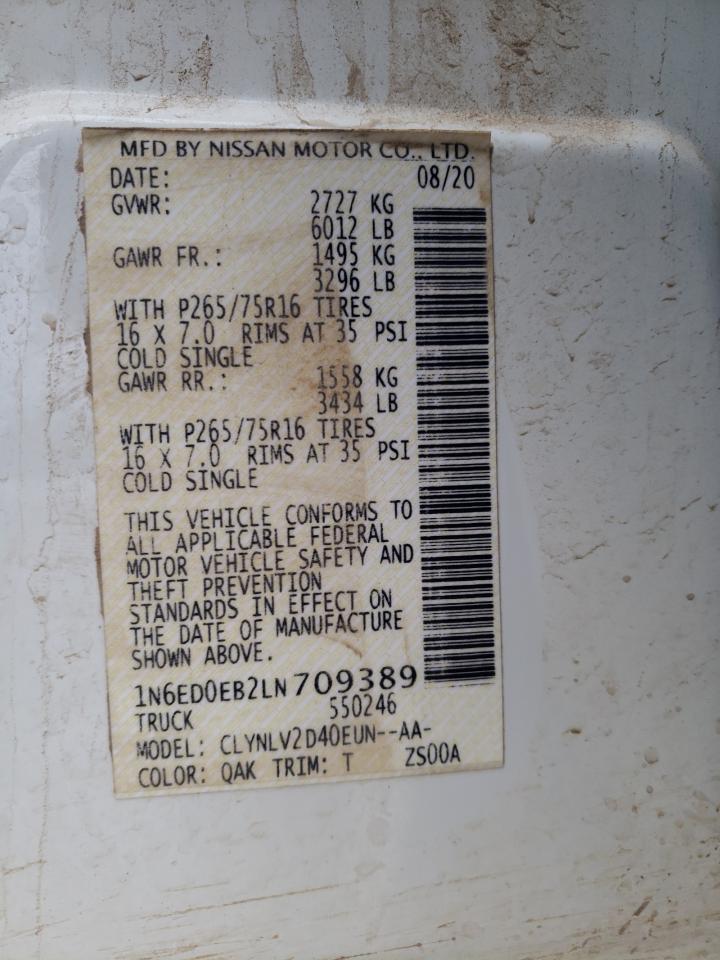 MFD BY NISSAN MOTOR CO., LTD.
DATE: 08/20
GVWR: 2727 KG
6012 LB
GAWR FR.: 1495 KG
3296 LB
WITH P265/75R16 TIRES
16 X 7.0 RIMS AT 35 PSI
COLD SINGLE
GAWR RR.: 1558 KG
3434 LB
WITH P265/75R16 TIRES
16 X 7.0 RIMS AT 35 PSI
COLD SINGLE
THIS VEHICLE CONFORMS TO
ALL APPLICABLE FEDERAL
MOTOR VEHICLE SAFETY AND
THEFT PREVENTION
STANDARDS IN EFFECT ON
THE DATE OF MANUFACTURE
SHOWN ABOVE.
1N6ED0EB2LN709389
TRUCK 550246
MODEL: CLYNLV2D40EUN--AA-
COLOR: QAK TRIM: T ZS00A